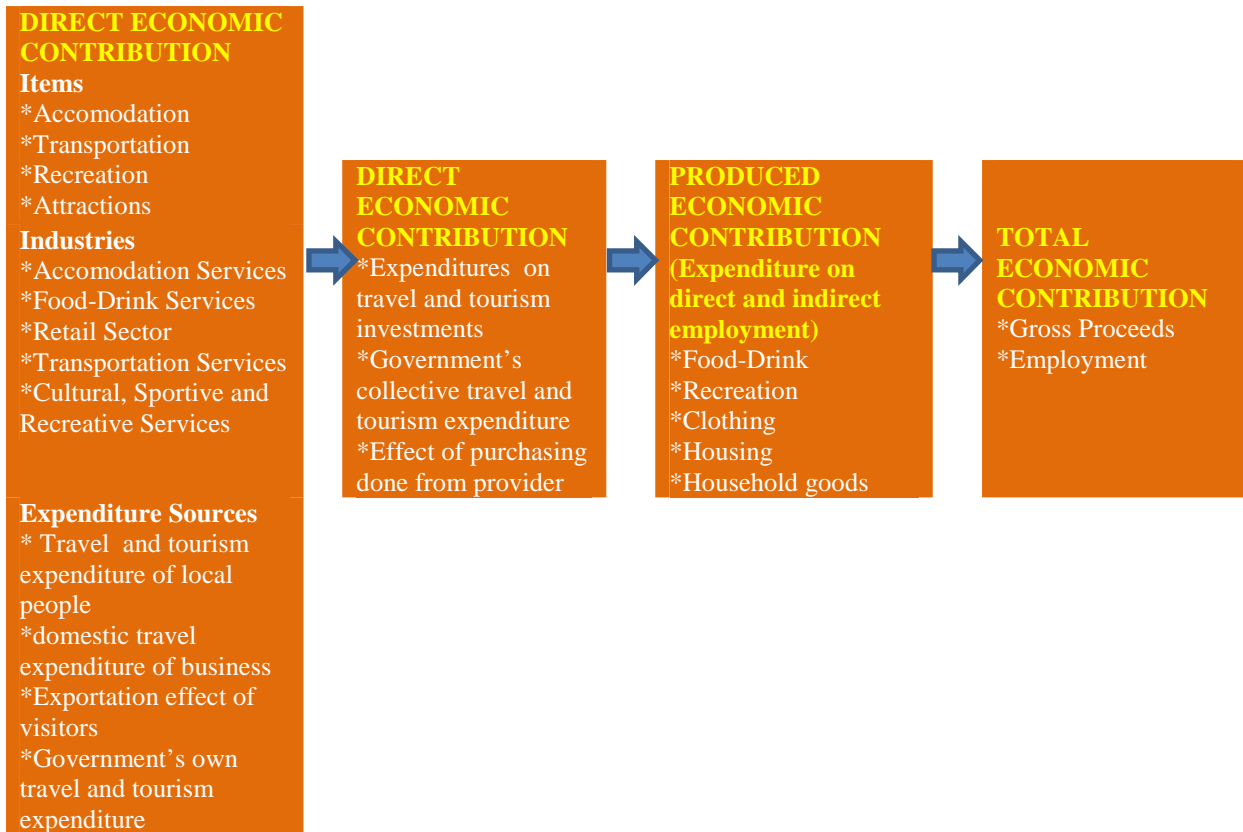 DIRECT ECONOMIC
CONTRIBUTION
Items
*Accomodation
*Transportation
*Recreation
*Attractions
Industries
*Accomodation Services
*Food-Drink Services
*Retail Sector
*Transportation Services
*Cultural, Sportive and
Recreative Services
Expenditure Sources
* Travel and tourism
expenditure of local
people
*domestic travel
expenditure of business
*Exportation effect of
visitors
*Government’s own
travel and tourism
expenditure
DIRECT
ECONOMIC
CONTRIBUTION
*Expenditures on
travel and tourism
investments
*Government’s
collective travel and
tourism expenditure
*Effect of purchasing
done from provider
PRODUCED
ECONOMIC
CONTRIBUTION
(Expenditure on
direct and indirect
employment)
*Food-Drink
*Recreation
*Clothing
*Housing
*Household goods
TOTAL
ECONOMIC
CONTRIBUTION
*Gross Proceeds
*Employment